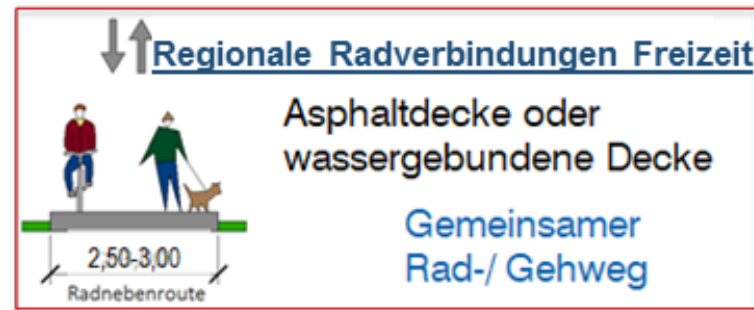 Regionale Radverbindungen Freizeit
Asphaltdecke oder
wassergebundene Decke
Gemeinsamer
Rad-/ Gehweg
2,50-3,00
Radnebenroute